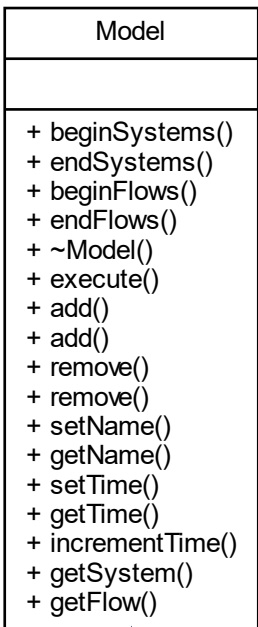 Model
+ beginSystems()
+ endSystems()
+ beginFlows()
+ endFlows()
+ ~Model()
+ execute()
+ add()
+ add()
+ remove()
+ remove()
+ setName()
+ getName()
+ setTime()
+ getTime()
+ incrementTime()
+ getSystem()
+ getFlow()